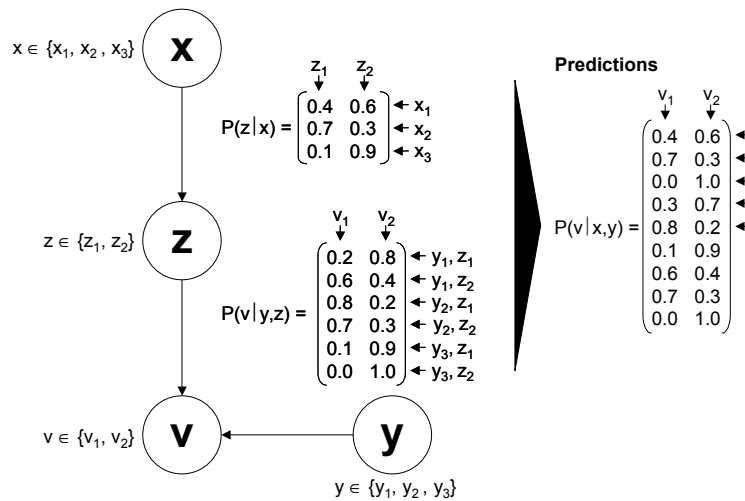 x
x ∈ {x₁, x₂ , x₃}
z₁ z₂
P(z|x) =
0.4 0.6 x₁
0.7 0.3 x₂
0.1 0.9 x₃
z
z ∈ {z₁, z₂}
v₁ v₂
P(v|y,z) =
0.2 0.8 y₁, z₁
0.6 0.4 y₁, z₂
0.8 0.2 y₂, z₁
0.7 0.3 y₂, z₂
0.1 0.9 y₃, z₁
0.0 1.0 y₃, z₂
v
v ∈ {v₁, v₂}
y
y ∈ {y₁, y₂ , y₃}
Predictions
v₁ v₂
P(v|x,y) =
0.4 0.6
0.7 0.3
0.0 1.0
0.3 0.7
0.8 0.2
0.1 0.9
0.6 0.4
0.7 0.3
0.0 1.0